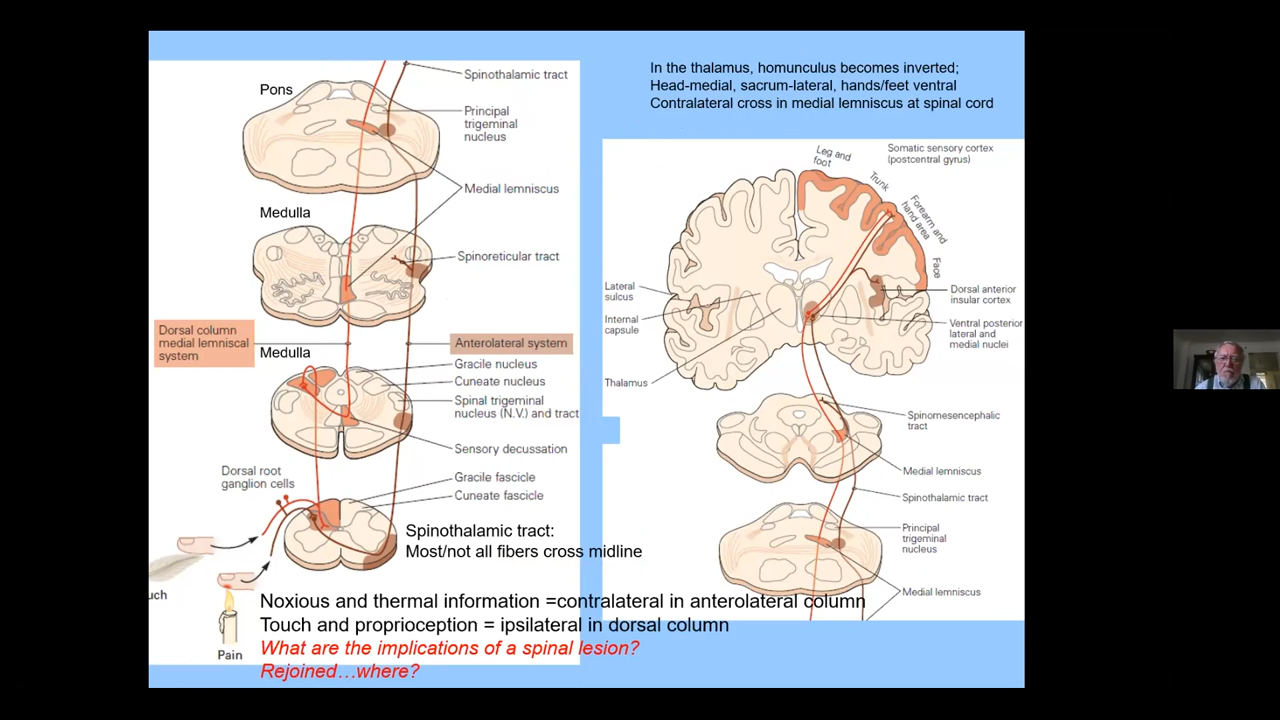 Pons
Spinothalamic tract
Principal
trigeminal
nucleus
Medial lemniscus
Medulla
Spinoreticular tract
Dorsal column
medial lemniscal
system
Medulla
Anterolateral system
Gracile nucleus
Cuneate nucleus
Spinal trigeminal
nucleus (N.V.) and tract
Sensory decussation
Dorsal root
ganglion cells
Gracile fascicle
Cuneate fascicle
Spinothalamic tract:
Most/not all fibers cross midline
uch
Pain
Noxious and thermal information =contralateral in anterolateral column
Touch and proprioception = ipsilateral in dorsal column
What are the implications of a spinal lesion?
Rejoined…where?
In the thalamus, homunculus becomes inverted;
Head-medial, sacrum-lateral, hands/feet ventral
Contralateral cross in medial lemniscus at spinal cord
Leg and
foot
Trunk
Forearm and
hand area
Face
Somatic sensory cortex
(postcentral gyrus)
Lateral
sulcus
Internal
capsule
Thalamus
Dorsal anterior
insular cortex
Ventral posterior
lateral and
medial nuclei
Spinomesencephalic
tract
Medial lemniscus
Spinothalamic tract
Principal
trigeminal
nucleus
Medial lemniscus